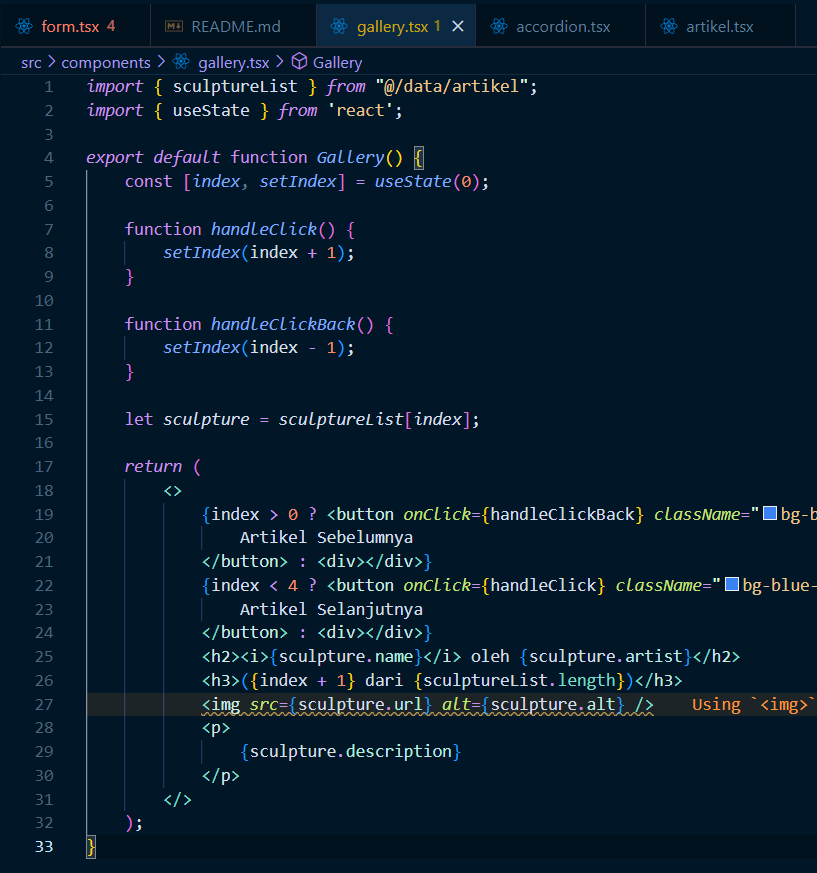 form.tsx 4 README.md gallery.tsx 1 accordion.tsx artikel.tsx
src > components > gallery.tsx > Gallery
1 import { sculptureList } from "@/data/artikel";
2 import { useState } from 'react';
3
4 export default function Gallery() {
5 const [index, setIndex] = useState(0);
6
7 function handleClick() {
8 setIndex(index + 1);
9 }
10
11 function handleClickBack() {
12 setIndex(index - 1);
13 }
14
15 let sculpture = sculptureList[index];
16
17 return (
18 <>
19 {index > 0 ? <button onClick={handleClickBack} className="bg-b
20 Artikel Sebelumnya
21 </button> : <div></div>}
22 {index < 4 ? <button onClick={handleClick} className="bg-blue-
23 Artikel Selanjutnya
24 </button> : <div></div>}
25 <h2><i>{sculpture.name}</i> oleh {sculpture.artist}</h2>
26 <h3>({index + 1} dari {sculptureList.length})</h3>
27 <img src={sculpture.url} alt={sculpture.alt} /> Using `<img>`
28 <p>
29 {sculpture.description}
30 </p>
31 </>
32 );
33 }